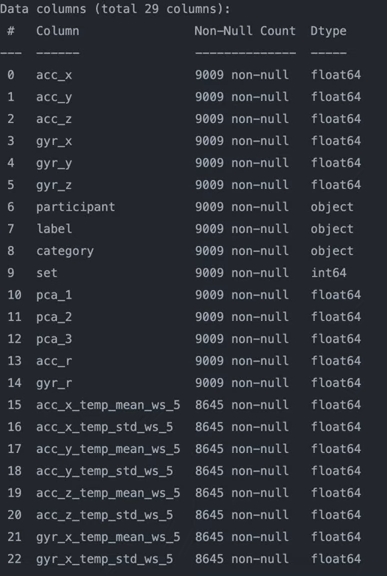 Data columns (total 29 columns):
 #   Column                Non-Null Count  Dtype
---  ------                --------------  -----
 0   acc_x                 9009 non-null   float64
 1   acc_y                 9009 non-null   float64
 2   acc_z                 9009 non-null   float64
 3   gyr_x                 9009 non-null   float64
 4   gyr_y                 9009 non-null   float64
 5   gyr_z                 9009 non-null   float64
 6   participant           9009 non-null   object
 7   label                 9009 non-null   object
 8   category              9009 non-null   object
 9   set                   9009 non-null   int64
 10  pca_1                 9009 non-null   float64
 11  pca_2                 9009 non-null   float64
 12  pca_3                 9009 non-null   float64
 13  acc_r                 9009 non-null   float64
 14  gyr_r                 9009 non-null   float64
 15  acc_x_temp_mean_ws_5  8645 non-null   float64
 16  acc_x_temp_std_ws_5   8645 non-null   float64
 17  acc_y_temp_mean_ws_5  8645 non-null   float64
 18  acc_y_temp_std_ws_5   8645 non-null   float64
 19  acc_z_temp_mean_ws_5  8645 non-null   float64
 20  acc_z_temp_std_ws_5   8645 non-null   float64
 21  gyr_x_temp_mean_ws_5  8645 non-null   float64
 22  gyr_x_temp_std_ws_5   8645 non-null   float64